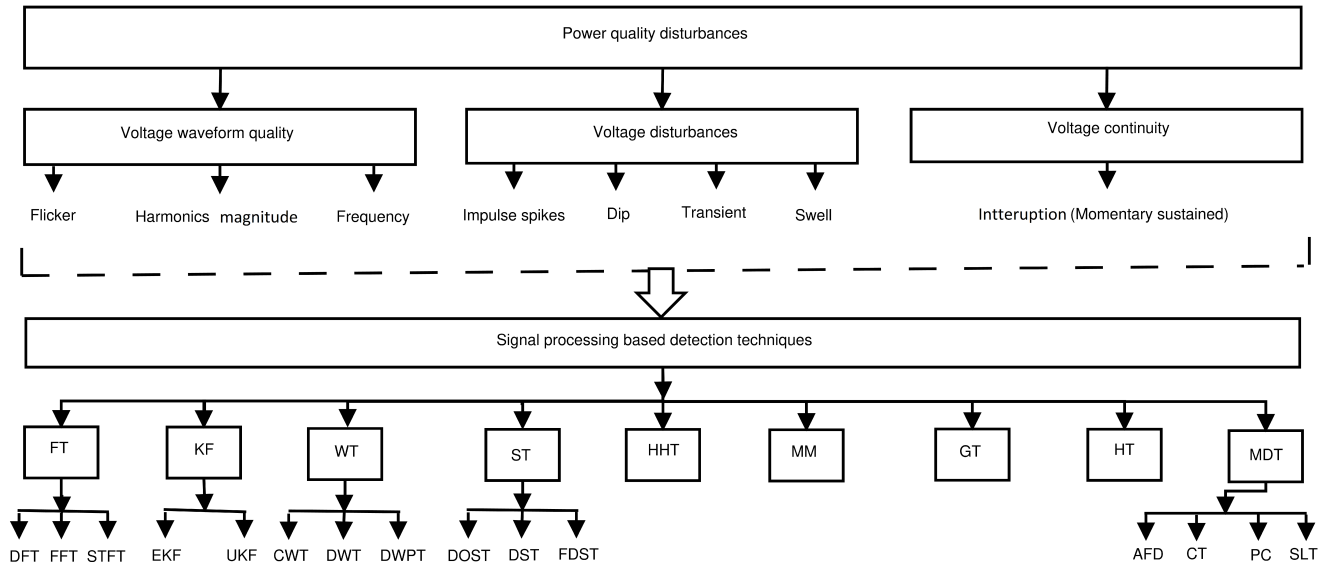 Power quality disturbances
Voltage waveform quality
Voltage disturbances
Voltage continuity
Flicker
Harmonics magnitude
Frequency
Impulse spikes
Dip
Transient
Swell
Intteruption (Momentary sustained)
Signal processing based detection techniques
FT
KF
WT
ST
HHT
MM
GT
HT
MDT
DFT
FFT
STFT
EKF
UKF
CWT
DWT
DWPT
DOST
DST
FDST
AFD
CT
PC
SLT